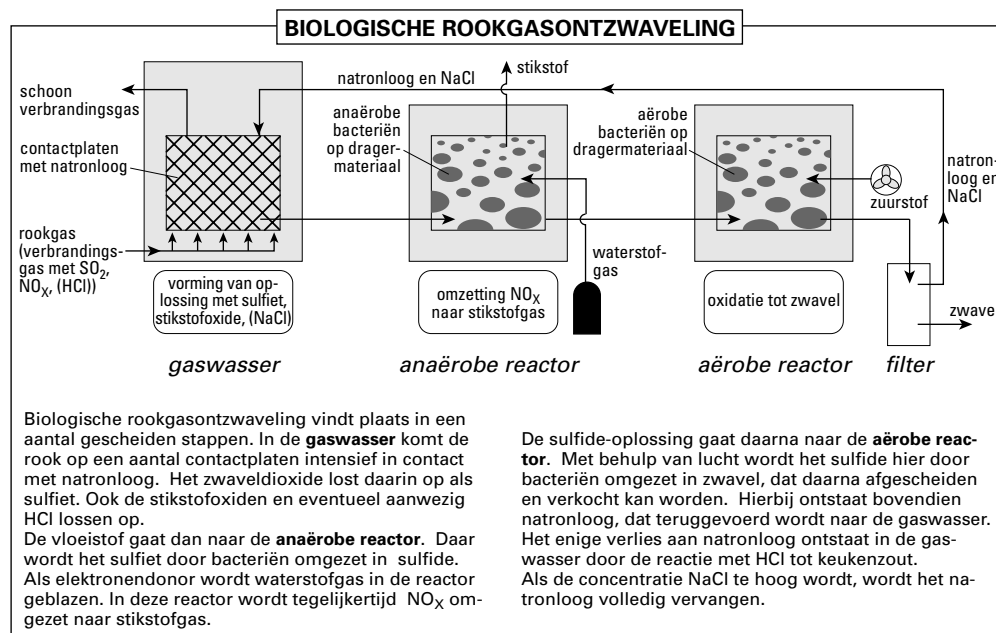 BIOLOGISCHE ROOKGASONTZWAVELING
schoon
verbrandingsgas
contactplaten
met natronloog
rookgas
(verbrandings-
gas met SO₂,
NOₓ, (HCl))
natronloog en NaCl
stikstof
anaërobe
bacteriën
op drager-
materiaal
aërobe
bacteriën op
dragermateriaal
zuurstof
natron-
loog en
NaCl
waterstof-
gas
zwavel
vorming van op-
lossing met sulfiet,
stikstofoxide, (NaCl)
omzetting NOₓ
naar stikstofgas
oxidatie tot zwavel
gaswasser
anaërobe reactor
aërobe reactor
filter
Biologische rookgasontzwaveling vindt plaats in een
aantal gescheiden stappen. In de gaswasser komt de
rook op een aantal contactplaten intensief in contact
met natronloog. Het zwaveldioxide lost daarin op als
sulfiet. Ook de stikstofoxiden en eventueel aanwezig
HCl lossen op.
De vloeistof gaat dan naar de anaërobe reactor. Daar
wordt het sulfiet door bacteriën omgezet in sulfide.
Als elektronendonor wordt waterstofgas in de reactor
geblazen. In deze reactor wordt tegelijkertijd NOₓ om-
gezet naar stikstofgas.
De sulfide-oplossing gaat daarna naar de aërobe reac-
tor. Met behulp van lucht wordt het sulfide hier door
bacteriën omgezet in zwavel, dat daarna afgescheiden
en verkocht kan worden. Hierbij ontstaat bovendien
natronloog, dat teruggevoerd wordt naar de gaswasser.
Het enige verlies aan natronloog ontstaat in de gas-
wasser door de reactie met HCl tot keukenzout.
Als de concentratie NaCl te hoog wordt, wordt het na-
tronloog volledig vervangen.